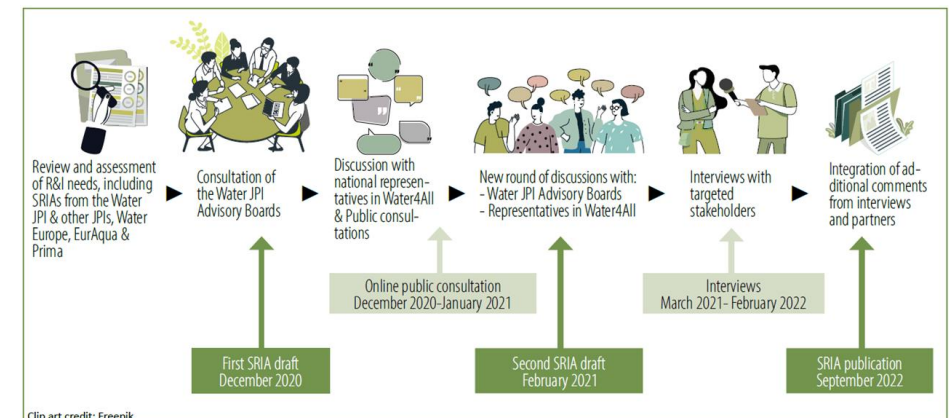 Review and assessment
of R&I needs, including
SRIAs from the Water
JPI & other JPIs, Water
Europe, EurAqua &
Prima
Consultation of
the Water JPI
Advisory Boards
Discussion with
national represen-
tatives in Water4All
& Public consul-
tations
New round of discussions with:
- Water JPI Advisory Boards
- Representatives in Water4All
Interviews with
targeted
stakeholders
Integration of ad-
ditional comments
from interviews
and partners
Online public consultation
December 2020-January 2021
Interviews
March 2021- February 2022
First SRIA draft
December 2020
Second SRIA draft
February 2021
SRIA publication
September 2022
Clip art credit: Freepik